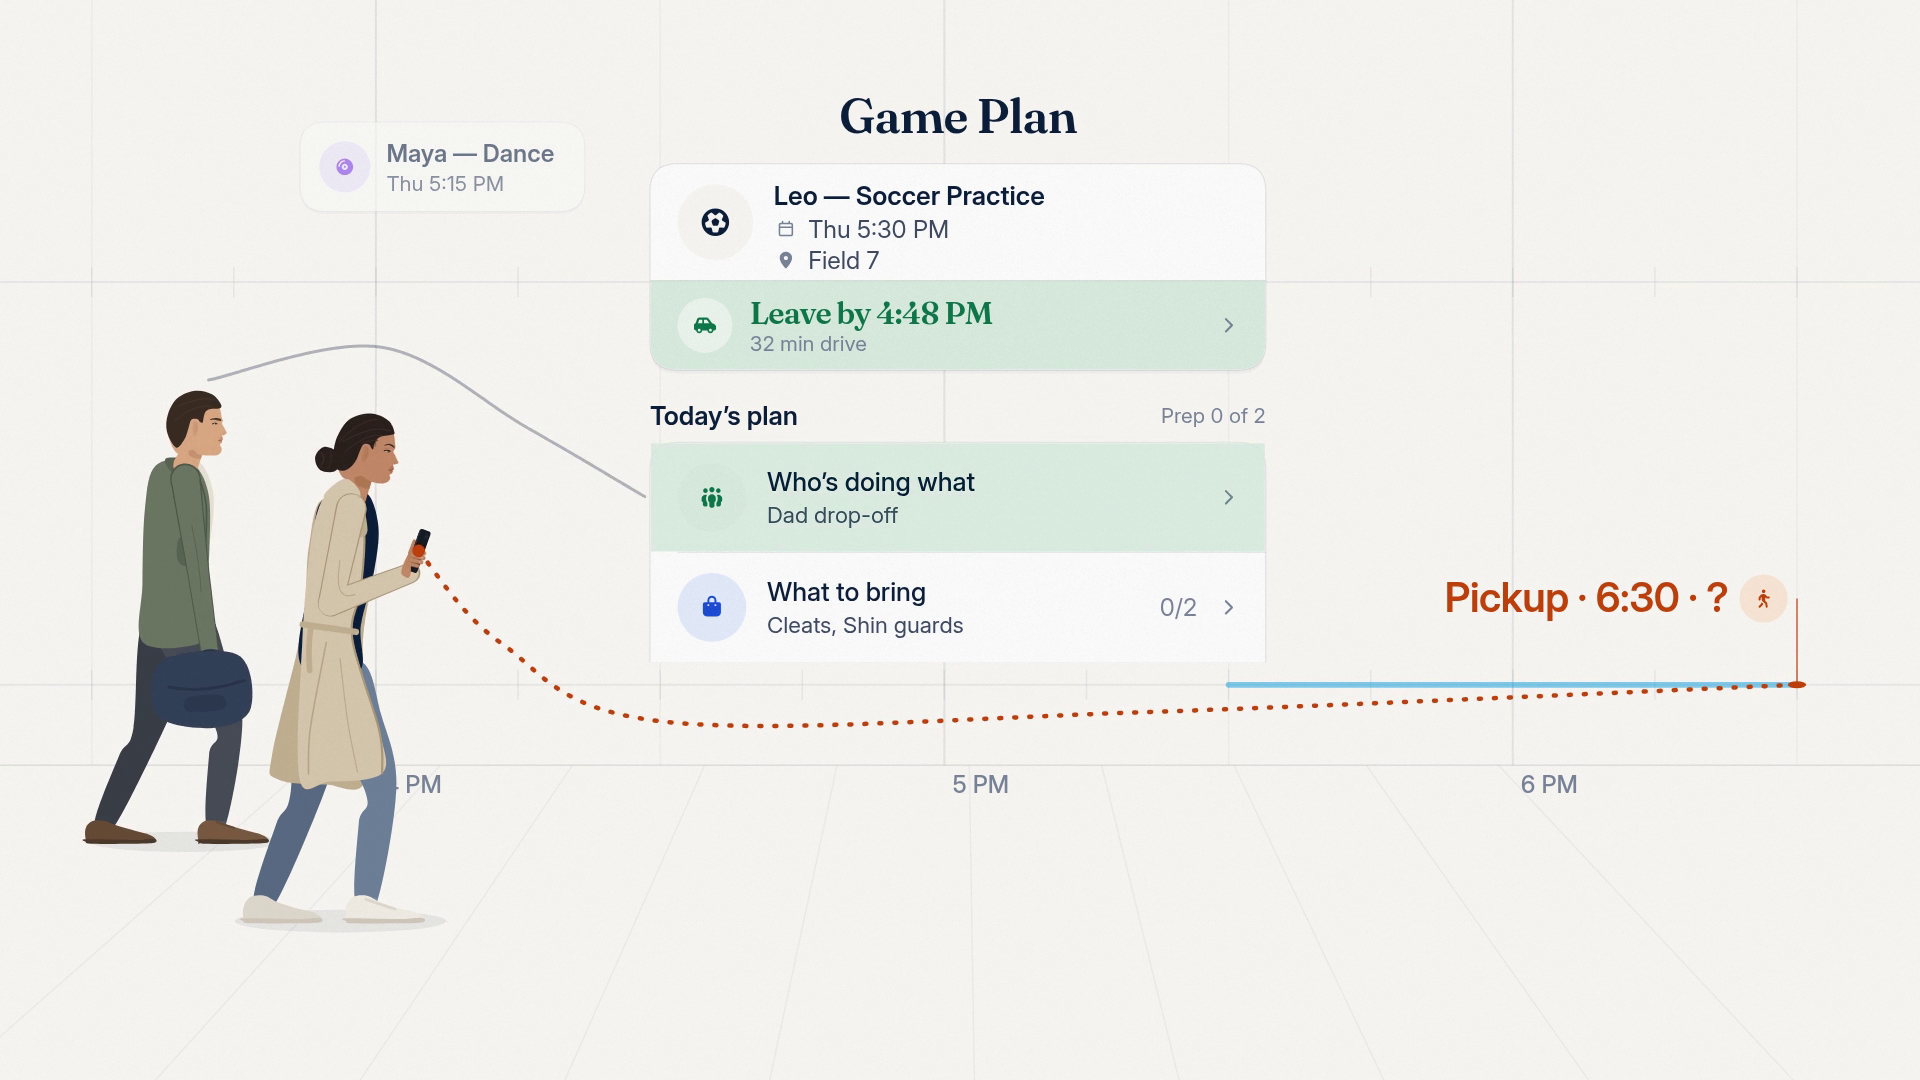 Game Plan
Maya — Dance
Thu 5:15 PM
Leo — Soccer Practice
Thu 5:30 PM
Field 7
Leave by 4:48 PM
32 min drive
Today’s plan
Prep 0 of 2
Who’s doing what
Dad drop-off
What to bring
Cleats, Shin guards
0/2
Pickup · 6:30 · ?
PM
5 PM
6 PM